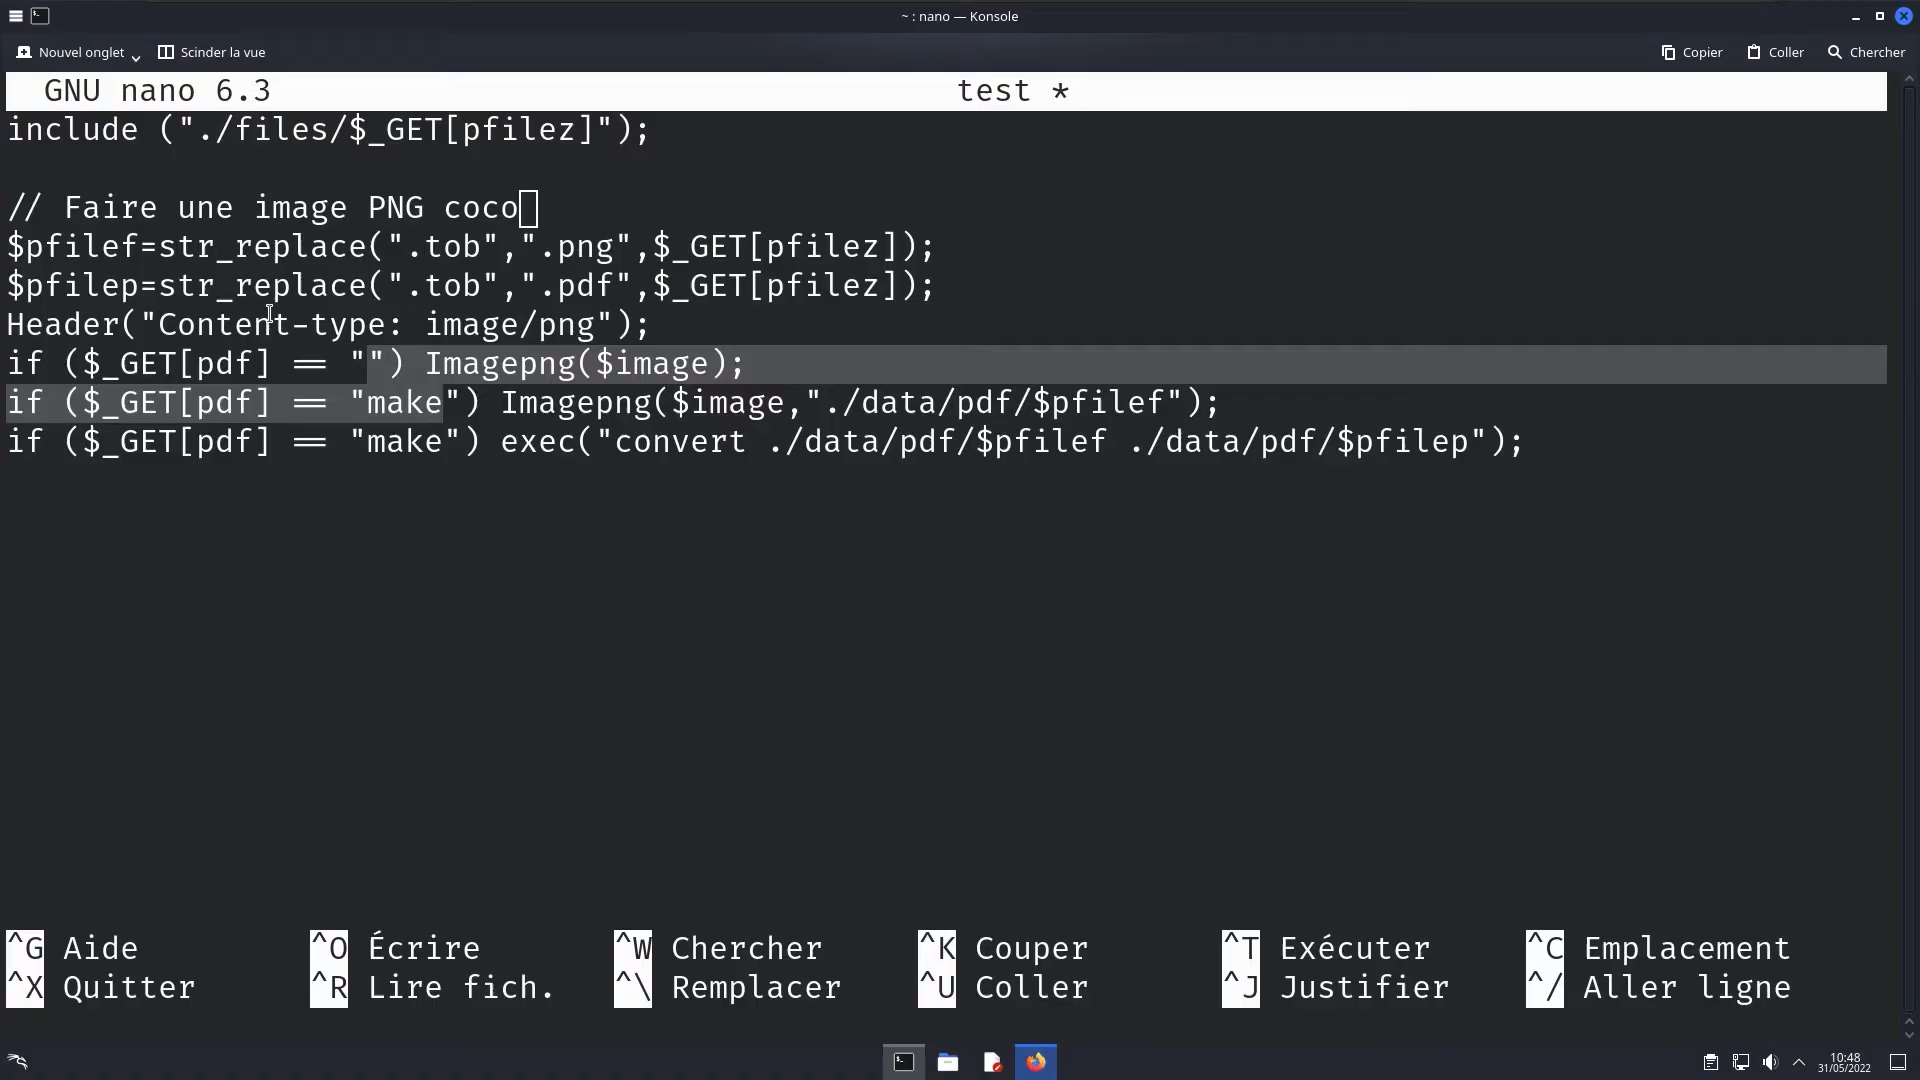 ~ : nano — Konsole
Nouvel onglet Scinder la vue Copier Coller Chercher
GNU nano 6.3 test *
include ("./files/$_GET[pfilez]");
// Faire une image PNG coco
$pfilef=str_replace(".tob",".png",$_GET[pfilez]);
$pfilep=str_replace(".tob",".pdf",$_GET[pfilez]);
Header("Content-type: image/png");
if ($_GET[pdf] == "") Imagepng($image);
if ($_GET[pdf] == "make") Imagepng($image,"./data/pdf/$pfilef");
if ($_GET[pdf] == "make") exec("convert ./data/pdf/$pfilef ./data/pdf/$pfilep");
^G Aide ^O Écrire ^W Chercher ^K Couper ^T Exécuter ^C Emplacement
^X Quitter ^R Lire fich. ^\ Remplacer ^U Coller ^J Justifier ^/ Aller ligne
10:48
31/05/2022